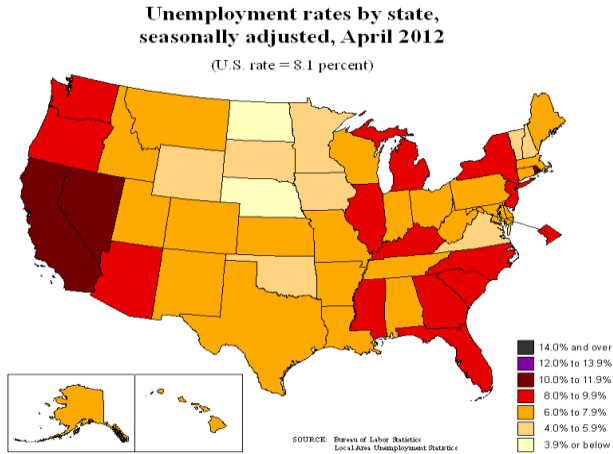 Unemployment rates by state,
seasonally adjusted, April 2012
(U.S. rate = 8.1 percent)
14.0% and over
12.0% to 13.9%
10.0% to 11.9%
8.0% to 9.9%
6.0% to 7.9%
4.0% to 5.9%
3.9% or below
SOURCE: Bureau of Labor Statistics
Local Area Unemployment Statistics